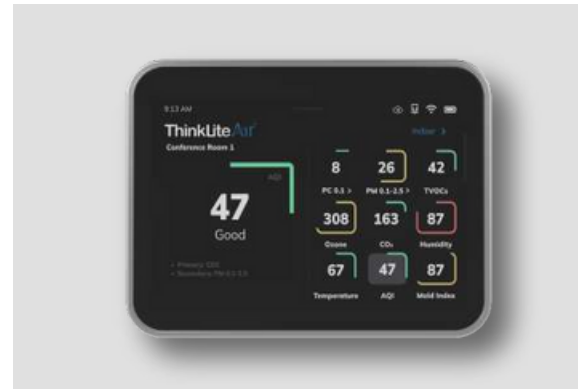 9:13 AM
ThinkLite Air
Conference Room 1
Indoor >
AQI
47
Good
8 26 42
PC 0.1 > PM 0.1-2.5 > TVOCs
308 163 87
Ozone CO₂ Humidity
67 47 87
Temperature AQI Mold Index